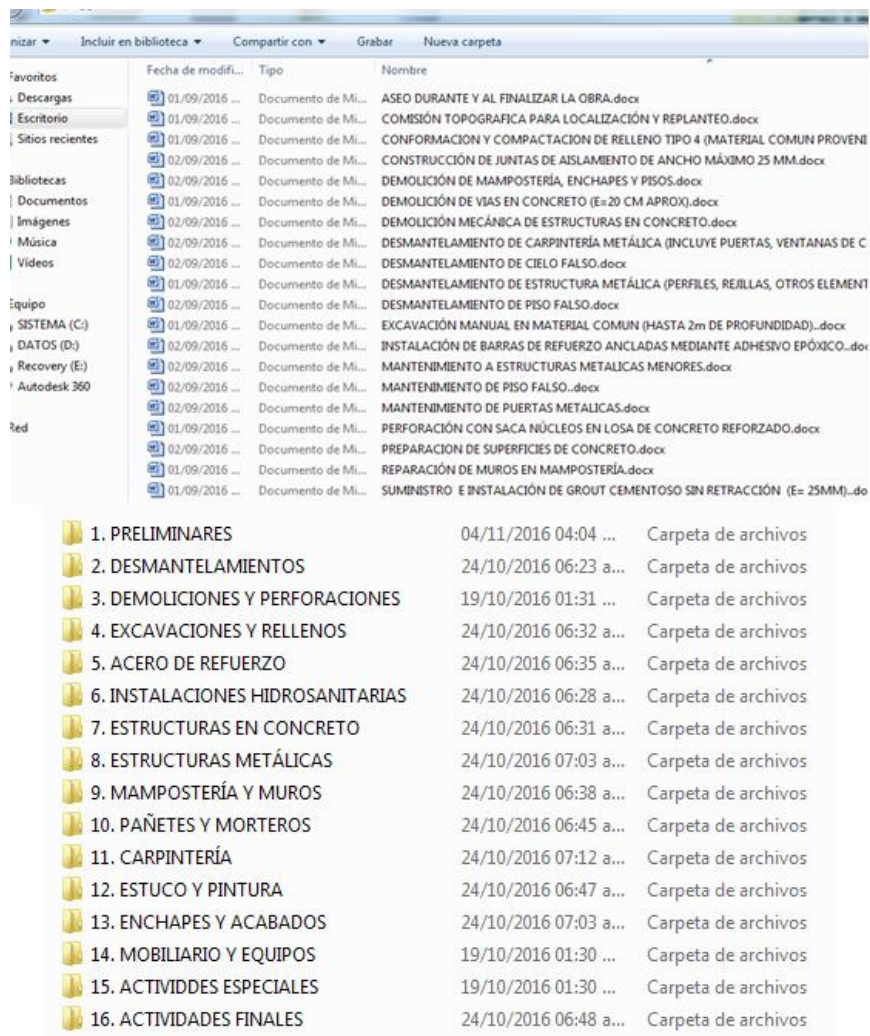 nizar Incluir en biblioteca Compartir con Grabar Nueva carpeta
Favoritos
Descargas
Escritorio
Sitios recientes
Bibliotecas
Documentos
Imágenes
Música
Vídeos
Equipo
SISTEMA (C:)
DATOS (D:)
Recovery (E:)
Autodesk 360
Red
Fecha de modifi... Tipo Nombre
01/09/2016 ... Documento de Mi... ASEO DURANTE Y AL FINALIZAR LA OBRA.docx
01/09/2016 ... Documento de Mi... COMISIÓN TOPOGRAFICA PARA LOCALIZACIÓN Y REPLANTEO.docx
01/09/2016 ... Documento de Mi... CONFORMACION Y COMPACTACION DE RELLENO TIPO 4 (MATERIAL COMUN PROVENI
02/09/2016 ... Documento de Mi... CONSTRUCCIÓN DE JUNTAS DE AISLAMIENTO DE ANCHO MÁXIMO 25 MM.docx
02/09/2016 ... Documento de Mi... DEMOLICIÓN DE MAMPOSTERÍA, ENCHAPES Y PISOS.docx
01/09/2016 ... Documento de Mi... DEMOLICIÓN DE VIAS EN CONCRETO (E=20 CM APROX).docx
02/09/2016 ... Documento de Mi... DEMOLICIÓN MECÁNICA DE ESTRUCTURAS EN CONCRETO.docx
02/09/2016 ... Documento de Mi... DESMANTELAMIENTO DE CARPINTERÍA METÁLICA (INCLUYE PUERTAS, VENTANAS DE C
02/09/2016 ... Documento de Mi... DESMANTELAMIENTO DE CIELO FALSO.docx
01/09/2016 ... Documento de Mi... DESMANTELAMIENTO DE ESTRUCTURA METÁLICA (PERFILES, REJILLAS, OTROS ELEMENT
02/09/2016 ... Documento de Mi... DESMANTELAMIENTO DE PISO FALSO.docx
01/09/2016 ... Documento de Mi... EXCAVACIÓN MANUAL EN MATERIAL COMUN (HASTA 2m DE PROFUNDIDAD)..docx
02/09/2016 ... Documento de Mi... INSTALACIÓN DE BARRAS DE REFUERZO ANCLADAS MEDIANTE ADHESIVO EPÓXICO..do
02/09/2016 ... Documento de Mi... MANTENIMIENTO A ESTRUCTURAS METALICAS MENORES.docx
02/09/2016 ... Documento de Mi... MANTENIMIENTO DE PISO FALSO..docx
02/09/2016 ... Documento de Mi... MANTENIMIENTO DE PUERTAS METALICAS.docx
01/09/2016 ... Documento de Mi... PERFORACIÓN CON SACA NÚCLEOS EN LOSA DE CONCRETO REFORZADO.docx
02/09/2016 ... Documento de Mi... PREPARACION DE SUPERFICIES DE CONCRETO.docx
01/09/2016 ... Documento de Mi... REPARACIÓN DE MUROS EN MAMPOSTERÍA.docx
01/09/2016 ... Documento de Mi... SUMINISTRO E INSTALACIÓN DE GROUT CEMENTOSO SIN RETRACCIÓN (E= 25MM)..do
1. PRELIMINARES 04/11/2016 04:04 ... Carpeta de archivos
2. DESMANTELAMIENTOS 24/10/2016 06:23 a... Carpeta de archivos
3. DEMOLICIONES Y PERFORACIONES 19/10/2016 01:31 ... Carpeta de archivos
4. EXCAVACIONES Y RELLENOS 24/10/2016 06:32 a... Carpeta de archivos
5. ACERO DE REFUERZO 24/10/2016 06:35 a... Carpeta de archivos
6. INSTALACIONES HIDROSANITARIAS 24/10/2016 06:28 a... Carpeta de archivos
7. ESTRUCTURAS EN CONCRETO 24/10/2016 06:31 a... Carpeta de archivos
8. ESTRUCTURAS METÁLICAS 24/10/2016 07:03 a... Carpeta de archivos
9. MAMPOSTERÍA Y MUROS 24/10/2016 06:38 a... Carpeta de archivos
10. PAÑETES Y MORTEROS 24/10/2016 06:45 a... Carpeta de archivos
11. CARPINTERÍA 24/10/2016 07:12 a... Carpeta de archivos
12. ESTUCO Y PINTURA 24/10/2016 06:47 a... Carpeta de archivos
13. ENCHAPES Y ACABADOS 24/10/2016 07:03 a... Carpeta de archivos
14. MOBILIARIO Y EQUIPOS 19/10/2016 01:30 ... Carpeta de archivos
15. ACTIVIDDES ESPECIALES 19/10/2016 01:30 ... Carpeta de archivos
16. ACTIVIDADES FINALES 24/10/2016 06:48 a... Carpeta de archivos